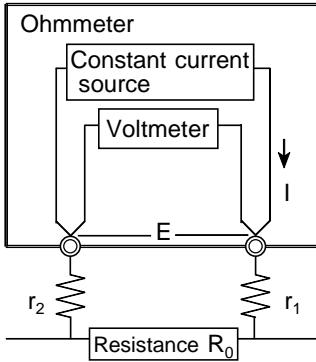 Ohmmeter
Constant current
source
Voltmeter
I
E
r₂
r₁
Resistance R₀